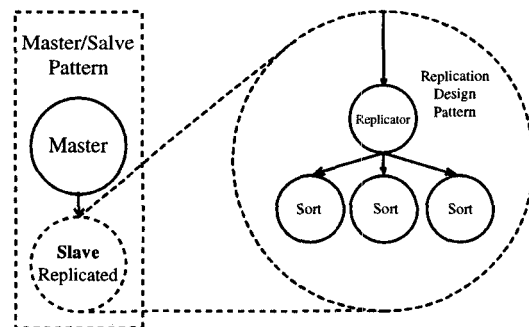 Master/Salve
Pattern
Master
Slave
Replicated
Replication
Design
Pattern
Replicator
Sort
Sort
Sort